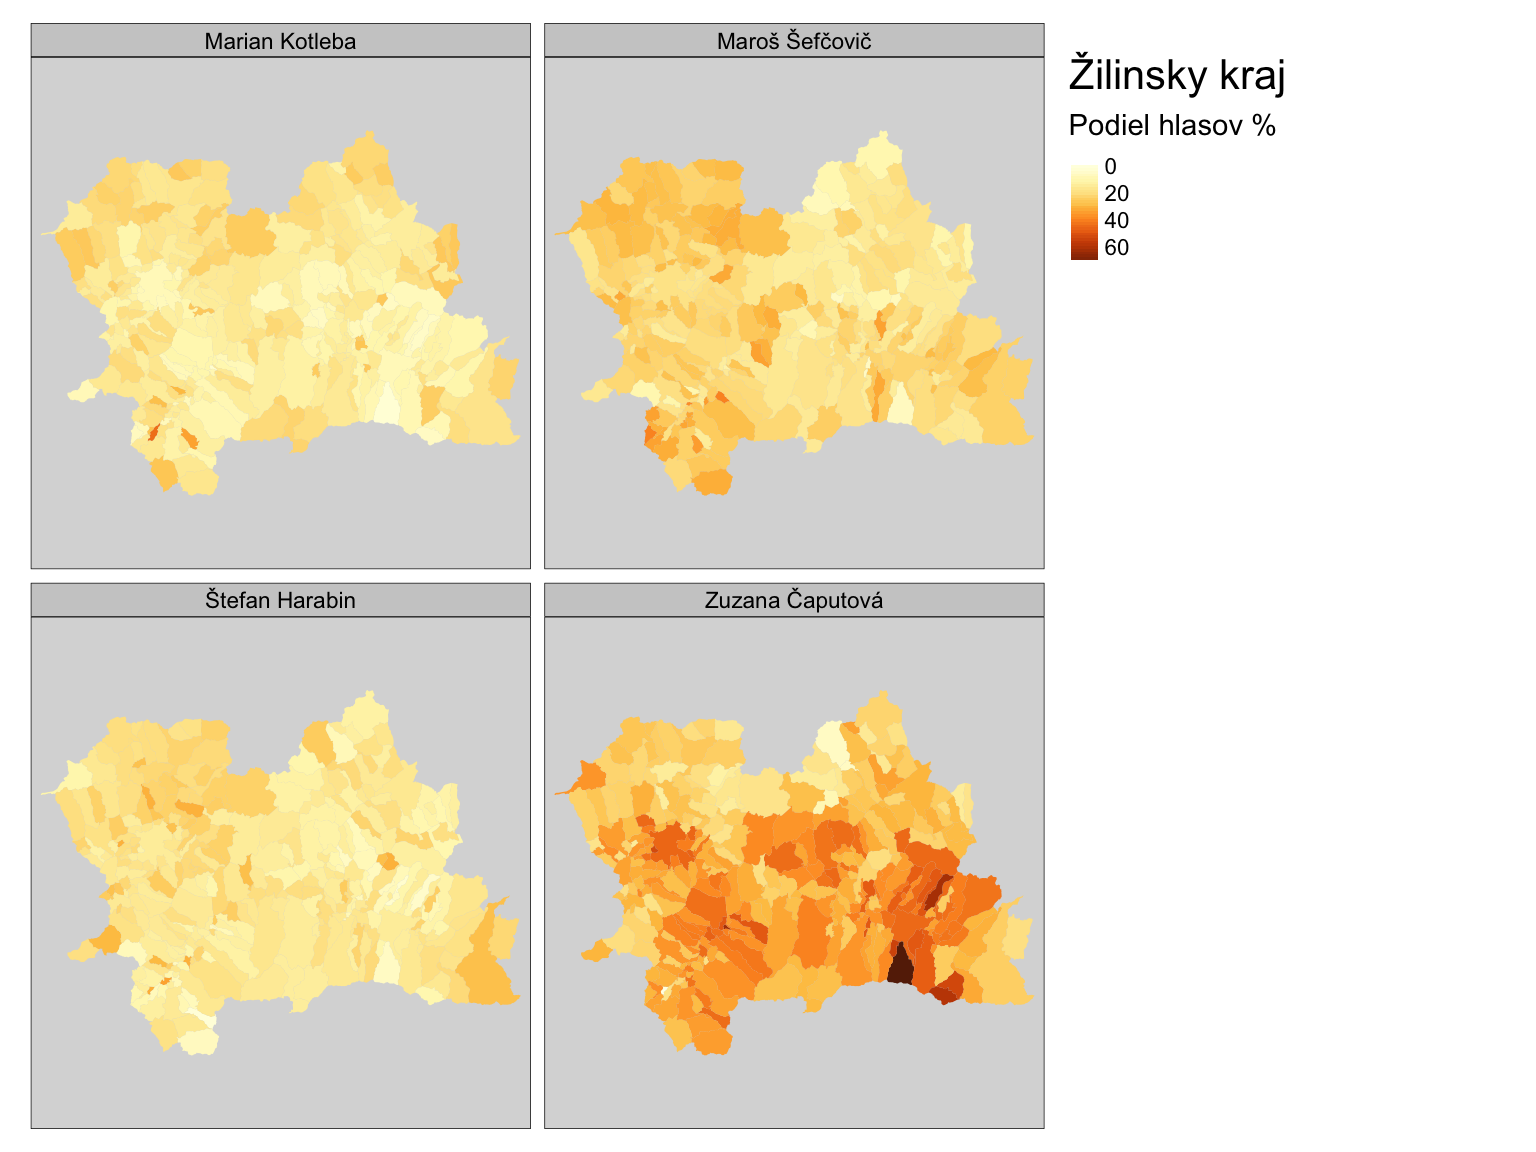 Marian Kotleba
Maroš Šefčovič
Žilinsky kraj
Podiel hlasov %
0
20
40
60
Štefan Harabin
Zuzana Čaputová